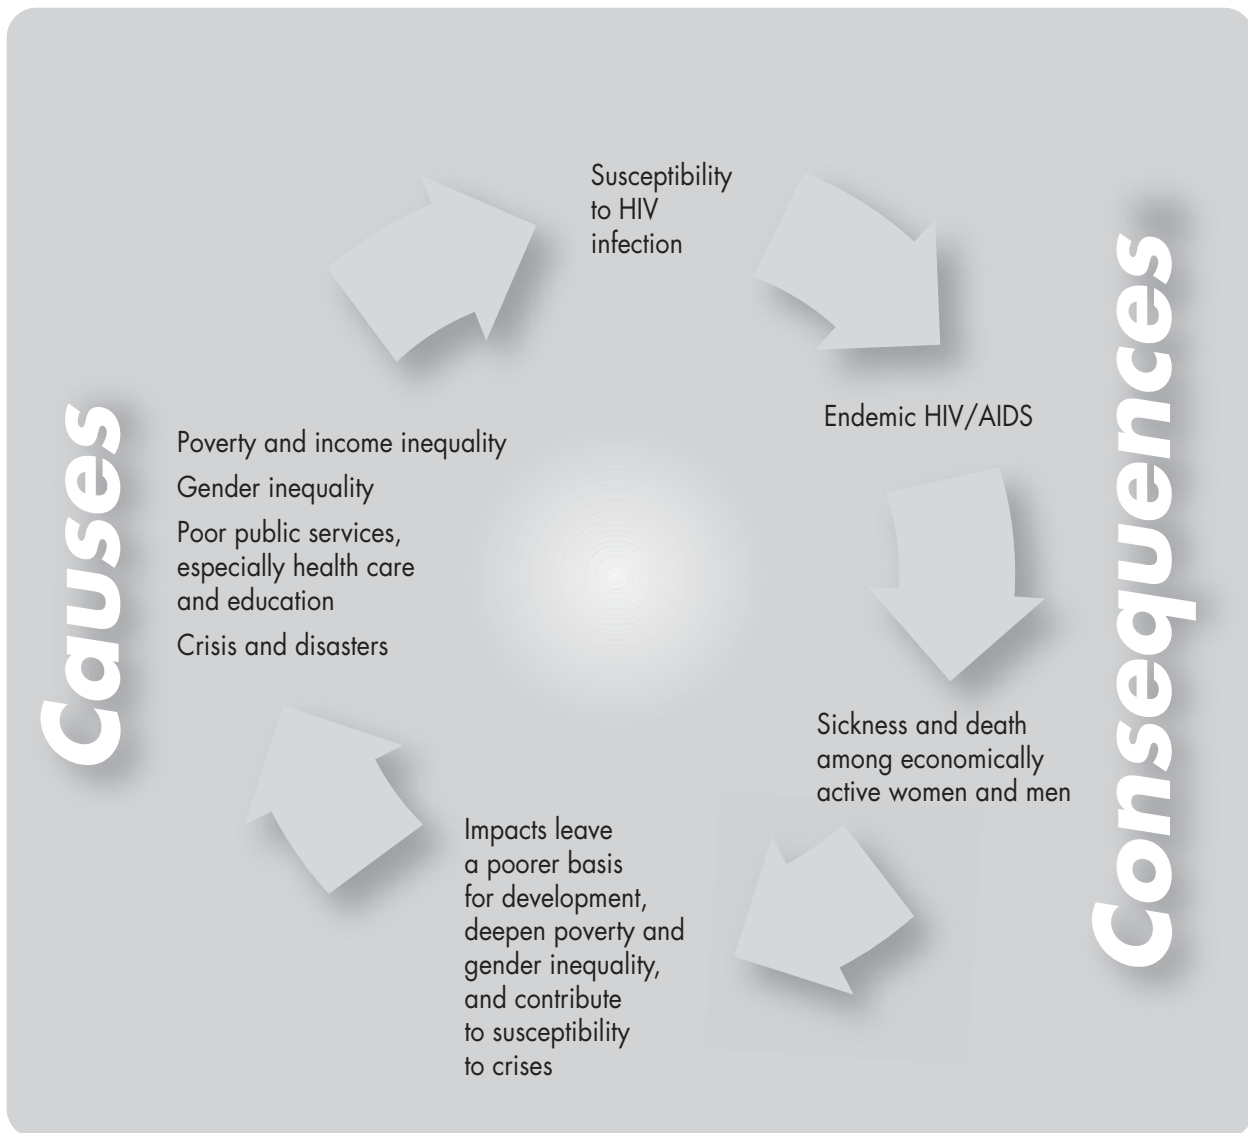 Susceptibility
to HIV
infection
Endemic HIV/AIDS
Sickness and death
among economically
active women and men
Impacts leave
a poorer basis
for development,
deepen poverty and
gender inequality,
and contribute
to susceptibility
to crises
Causes
Poverty and income inequality
Gender inequality
Poor public services,
especially health care
and education
Crisis and disasters
Consequences